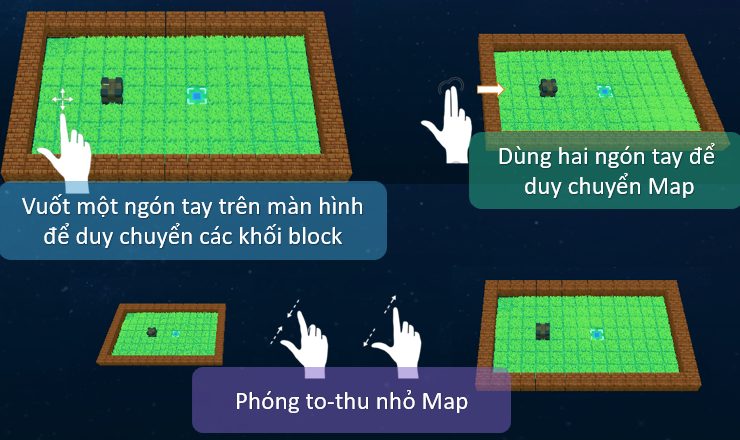 Vuốt một ngón tay trên màn hình
để duy chuyển các khối block
Dùng hai ngón tay để
duy chuyển Map
Phóng to-thu nhỏ Map